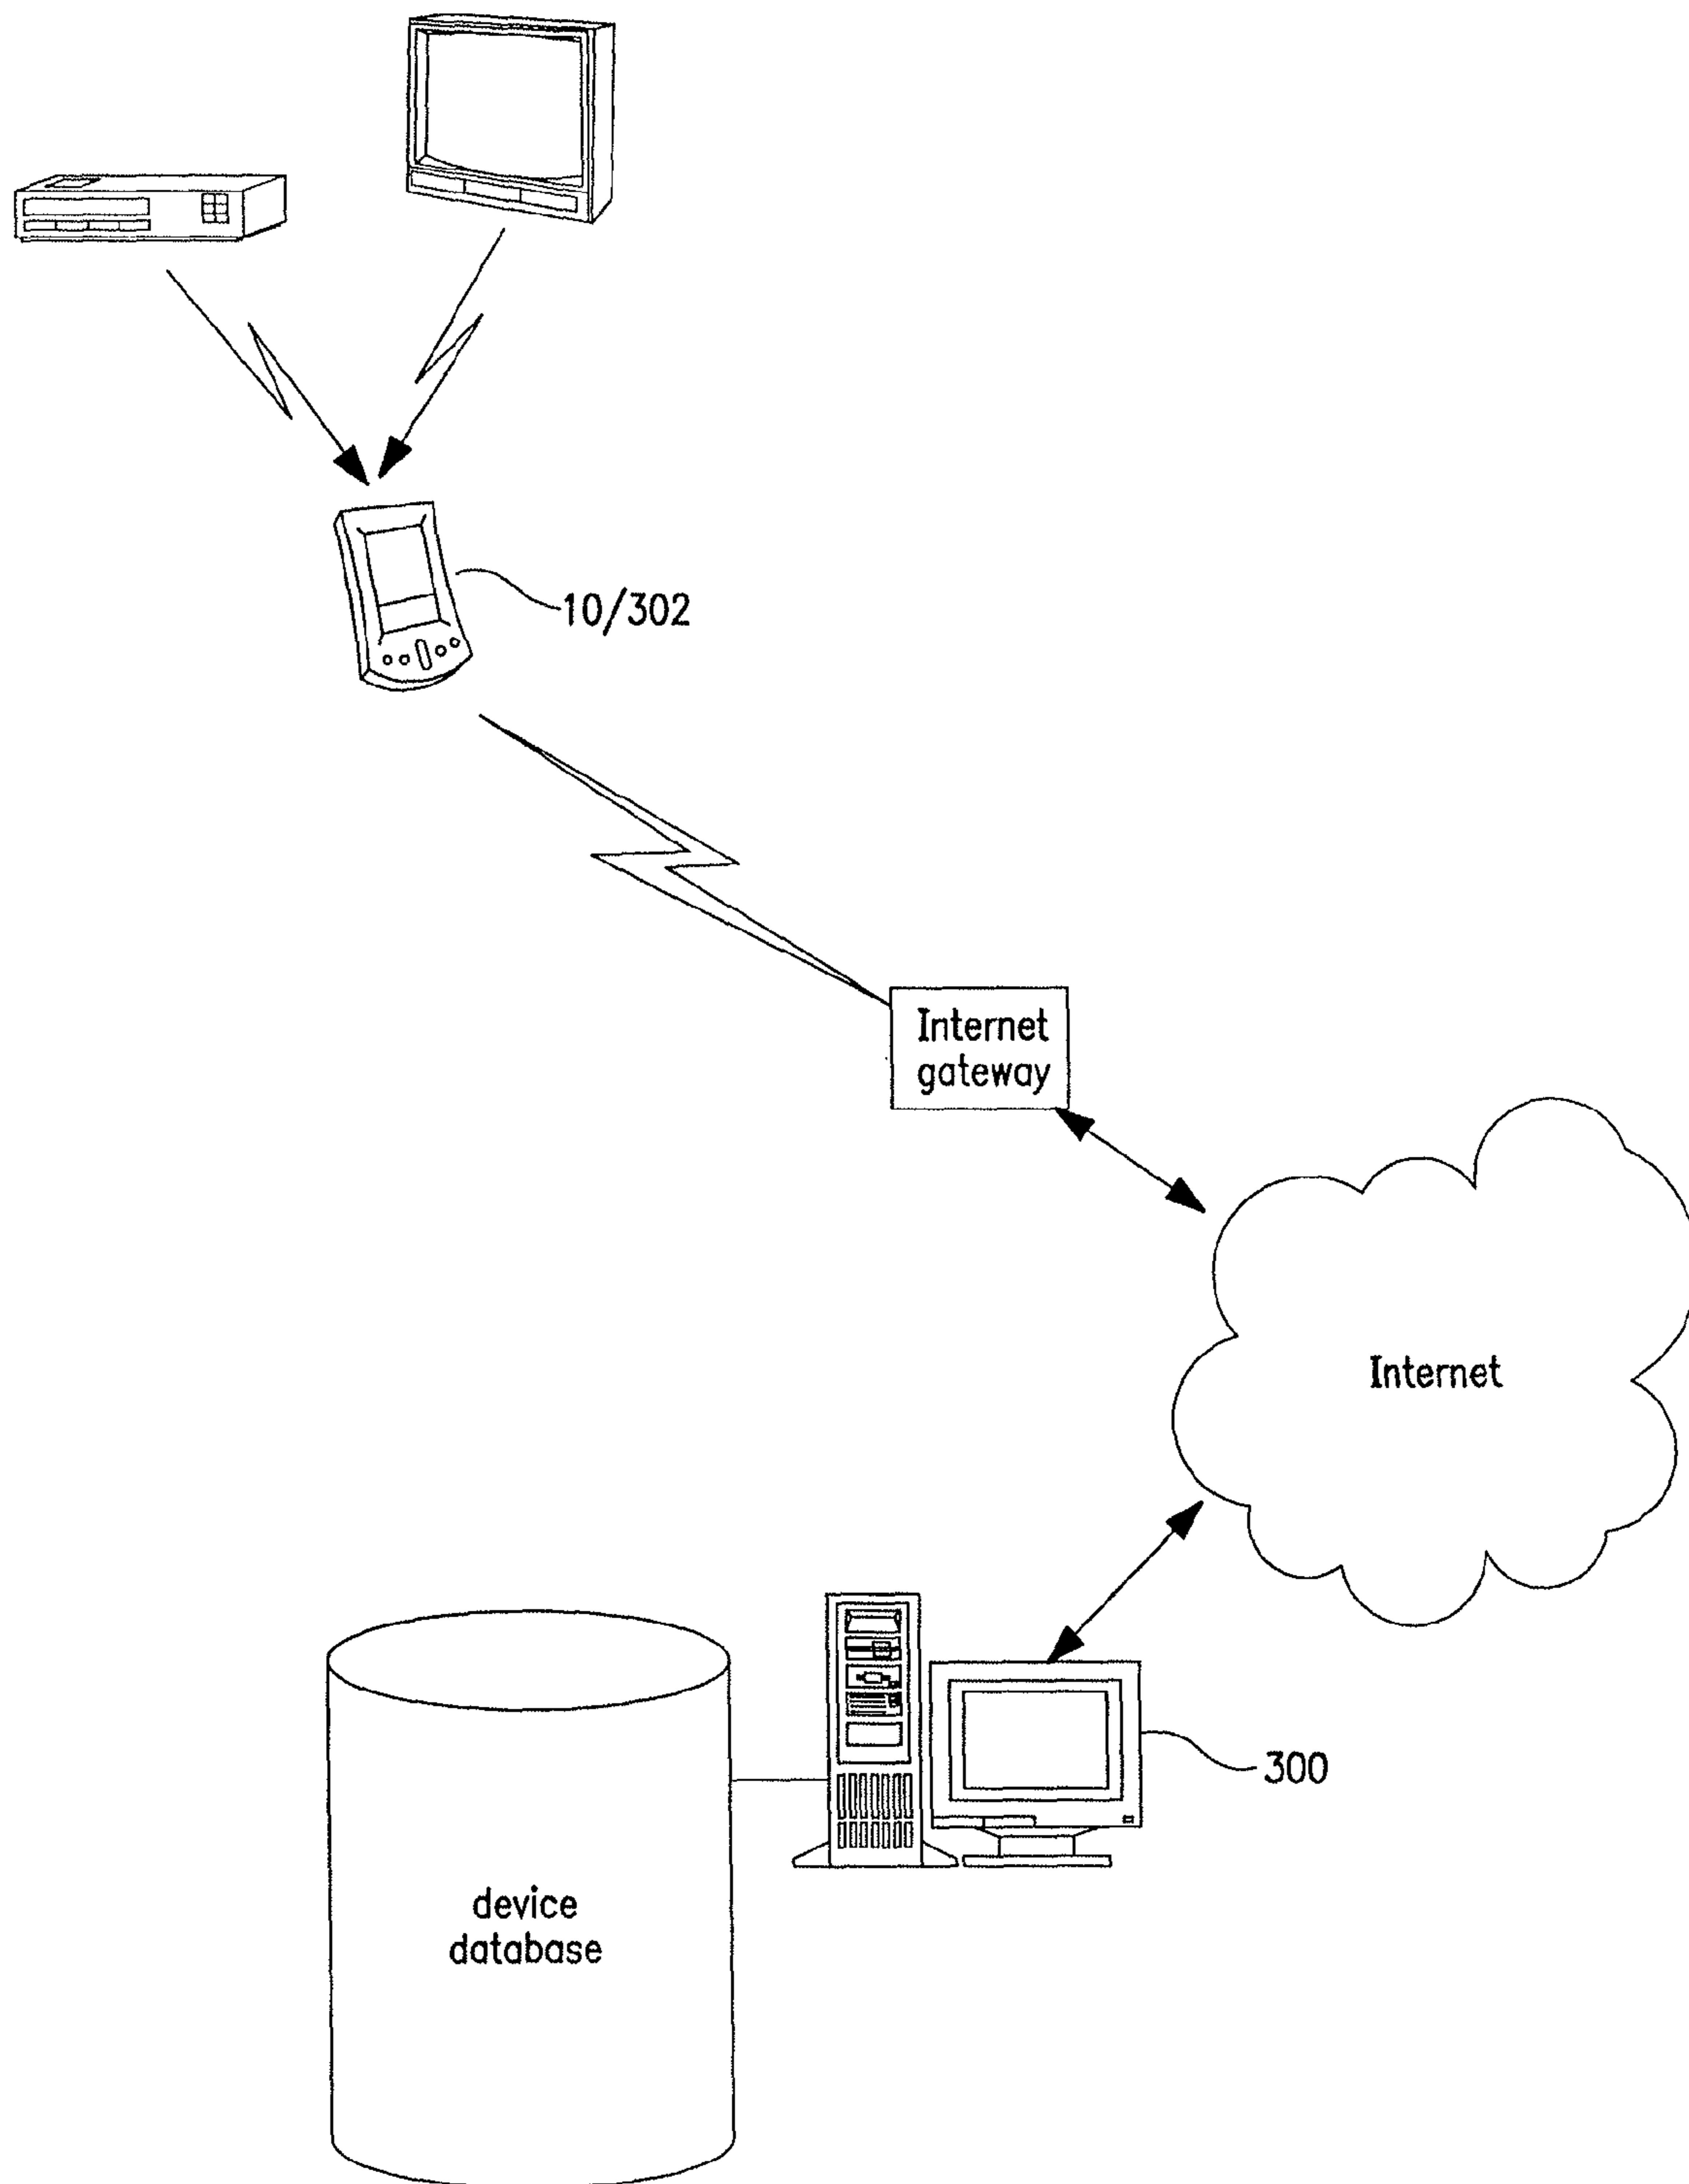 10/302
Internet
gateway
Internet
300
device
database